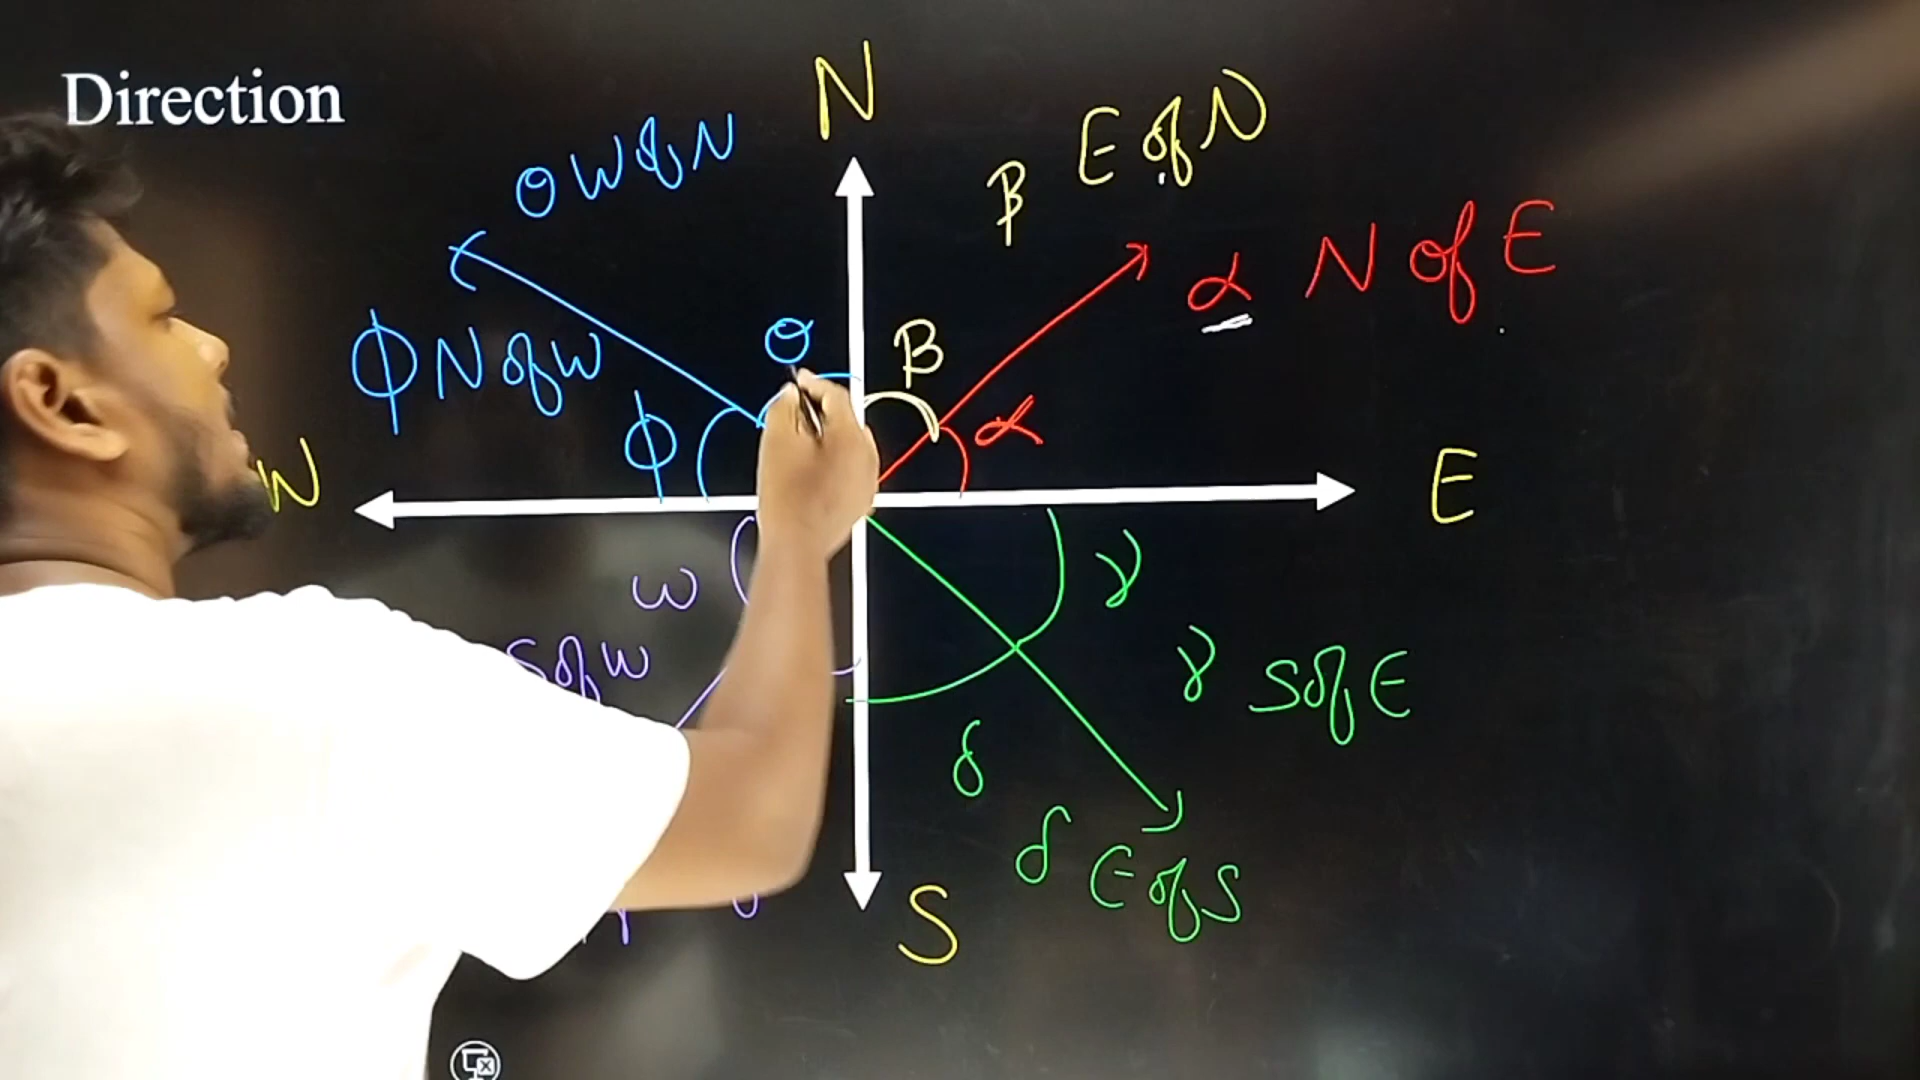 Direction
N
θ W of N
β E of N
α N of E
ϕ N of W
θ
β
ϕ
α
W
E
ω
γ
S of W
γ S of E
δ
δ E of S
S